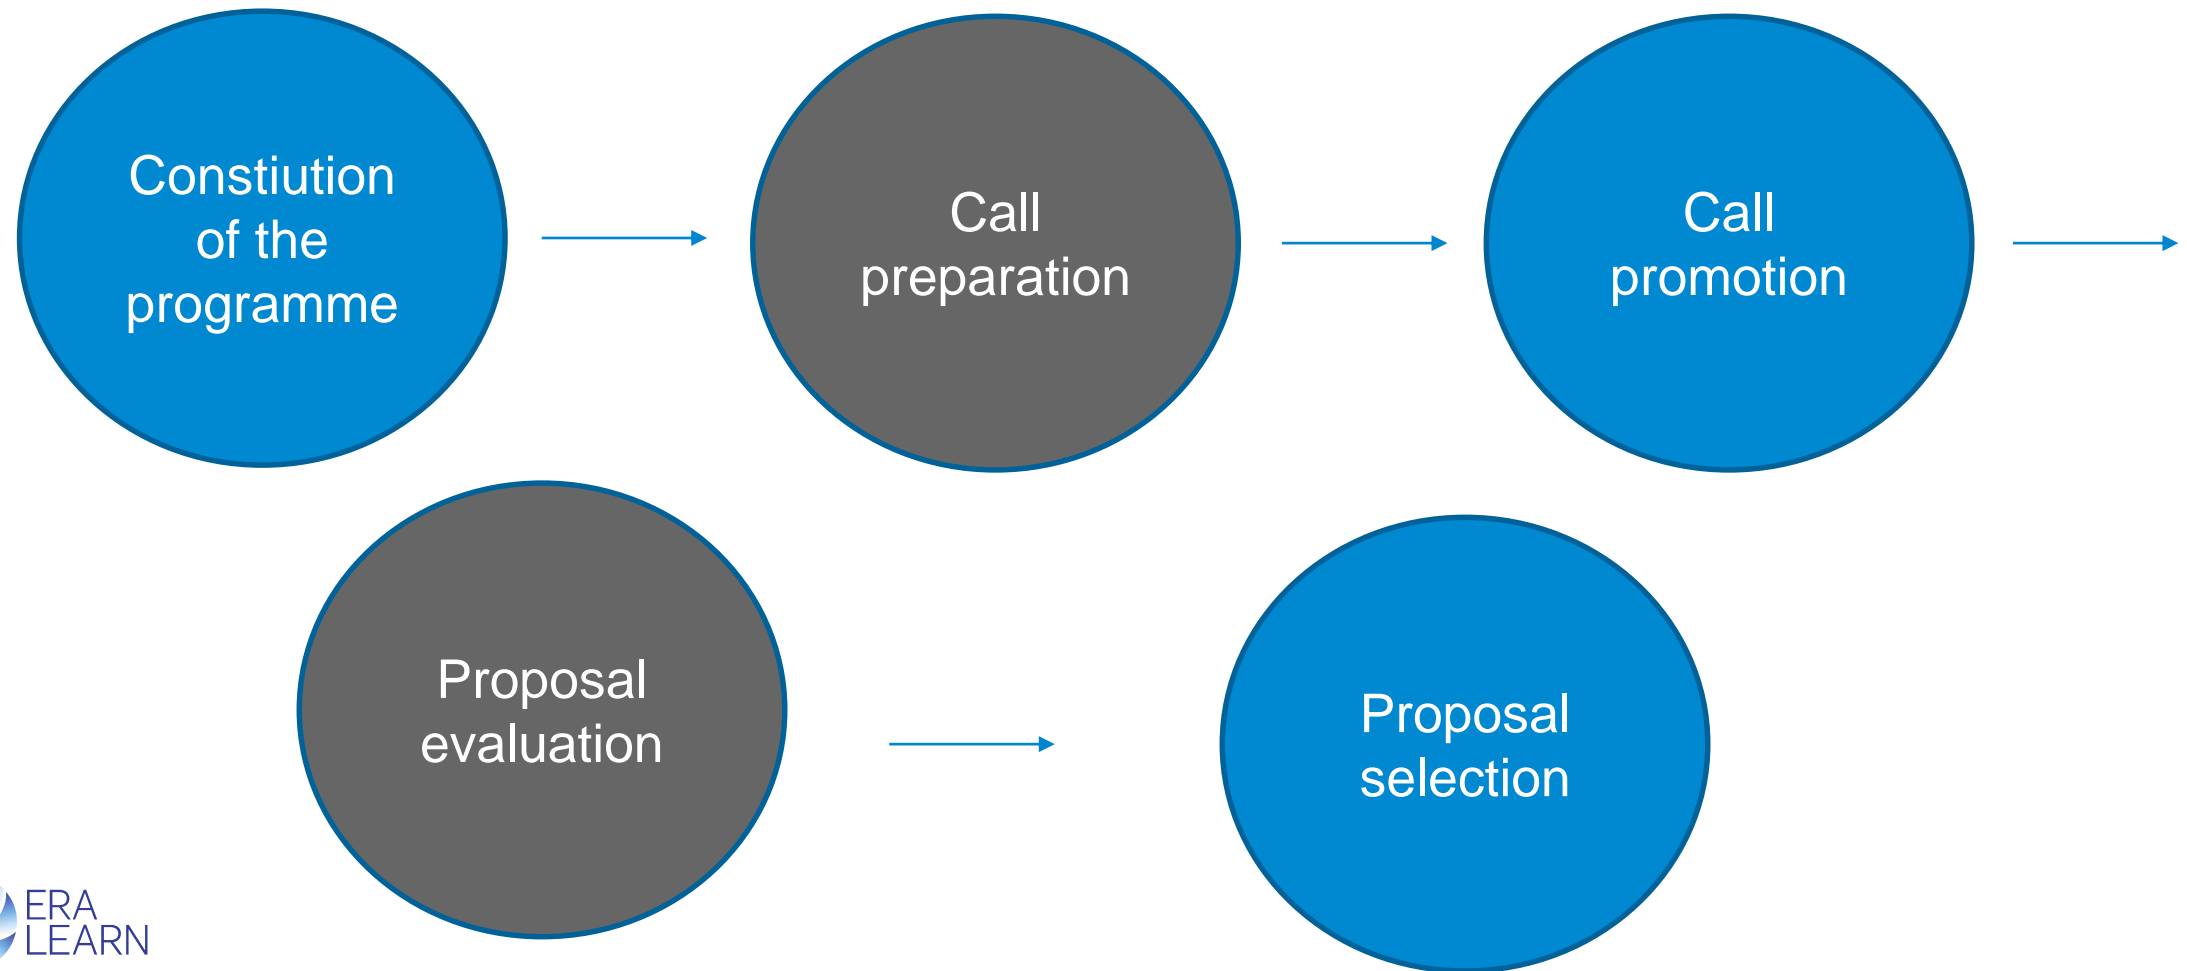 Constiution
of the
programme
Call
preparation
Call
promotion
Proposal
evaluation
Proposal
selection
ERA
LEARN